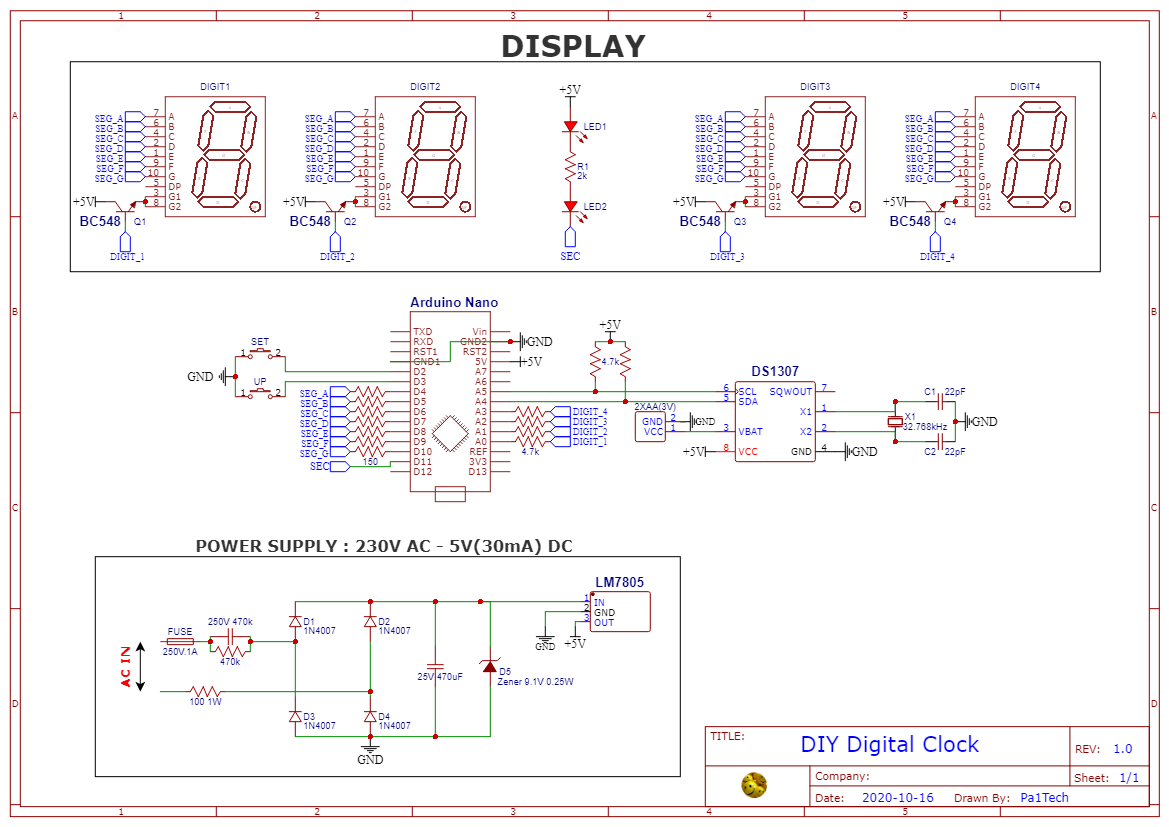 1 2 3 4 5
A A
B B
C C
D D
DISPLAY
DIGIT1
SEG_A 7 A
SEG_B 6 B
SEG_C 4 C
SEG_D 2 D
SEG_E 1 E
SEG_F 9 F
SEG_G 10 G
5 DP
3 G1
8 G2
+5V
BC548 Q1
DIGIT_1
DIGIT2
SEG_A 7 A
SEG_B 6 B
SEG_C 4 C
SEG_D 2 D
SEG_E 1 E
SEG_F 9 F
SEG_G 10 G
5 DP
3 G1
8 G2
+5V
BC548 Q2
DIGIT_2
+5V
LED1
R1
2k
LED2
SEC
DIGIT3
SEG_A 7 A
SEG_B 6 B
SEG_C 4 C
SEG_D 2 D
SEG_E 1 E
SEG_F 9 F
SEG_G 10 G
5 DP
3 G1
8 G2
+5V
BC548 Q3
DIGIT_3
DIGIT4
SEG_A 7 A
SEG_B 6 B
SEG_C 4 C
SEG_D 2 D
SEG_E 1 E
SEG_F 9 F
SEG_G 10 G
5 DP
3 G1
8 G2
+5V
BC548 Q4
DIGIT_4
SET
1 2
GND
UP
1 2
SEG_A
SEG_B
SEG_C
SEG_D
SEG_E
SEG_F
SEG_G
SEC
150
Arduino Nano
TXD Vin
RXD GND2
RST1 RST2
GND1 5V
D2 A7
D3 A6
D4 A5
D5 A4
D6 A3
D7 A2
D8 A1
D9 A0
D10 REF
D11 3V3
D12 D13
GND
+5V
DIGIT_4
DIGIT_3
DIGIT_2
DIGIT_1
4.7k
+5V
4.7k
2XAA(3V)
GND 2 GND
VCC 1
DS1307
6 SCL SQWOUT 7
5 SDA
X1 1
3 VBAT X2 2
+5V 8 VCC GND 4 GND
C1 22pF
X1
32.768kHz
GND
C2 22pF
POWER SUPPLY : 230V AC - 5V(30mA) DC
AC IN
FUSE
250V.1A
250V 470k
470k
100 1W
D1
1N4007
D2
1N4007
D3
1N4007
D4
1N4007
GND
25V 470uF
D5
Zener 9.1V 0.25W
LM7805
1 IN
2 GND
3 OUT
GND
+5V
TITLE:
DIY Digital Clock
REV: 1.0
Company:
Sheet: 1/1
Date: 2020-10-16 Drawn By: Pa1Tech
1 2 3 4 5